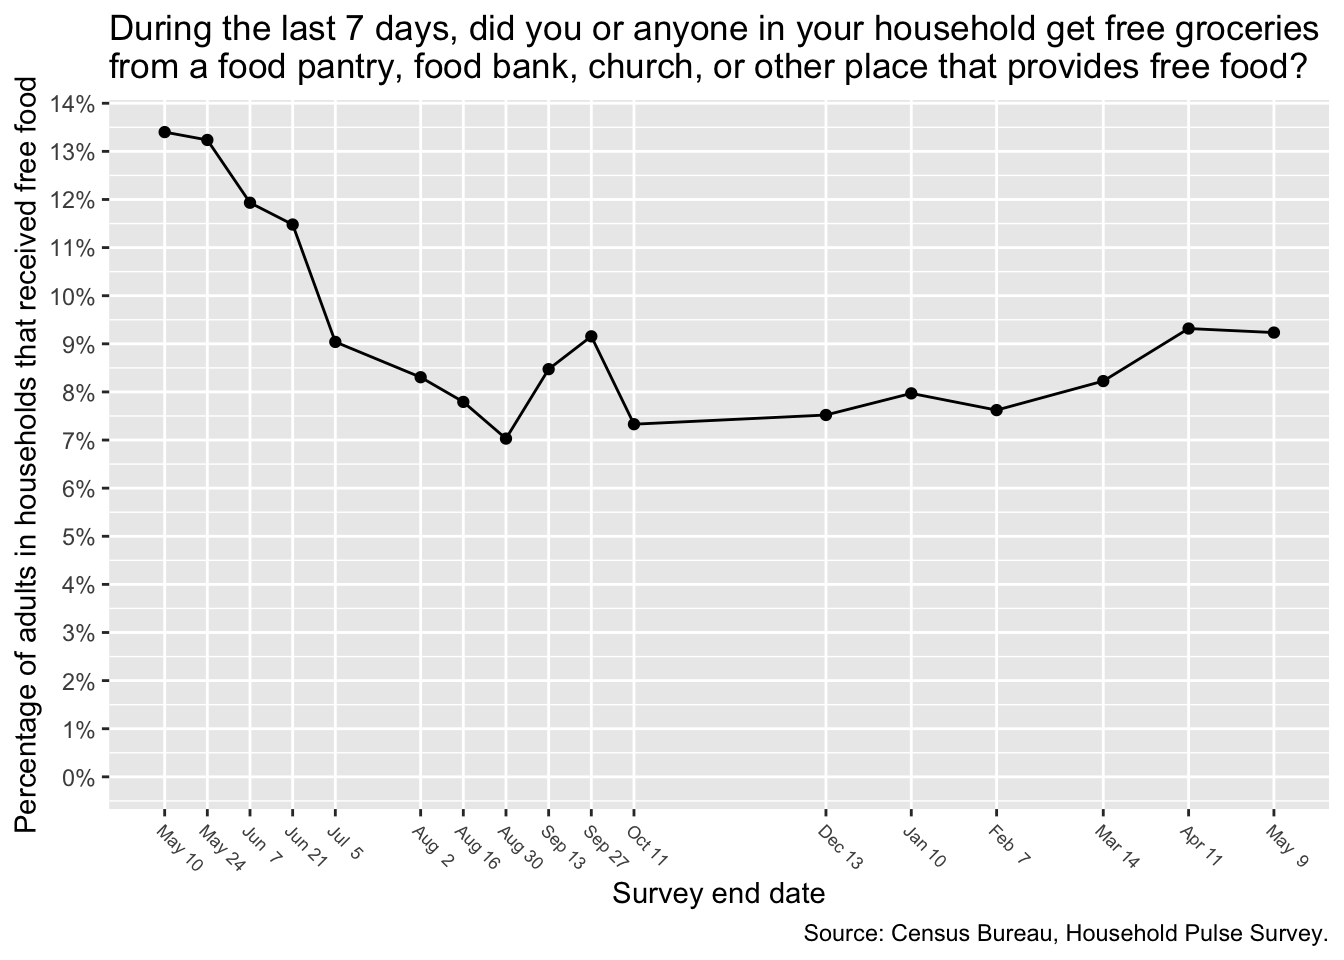 During the last 7 days, did you or anyone in your household get free groceries
from a food pantry, food bank, church, or other place that provides free food?
Percentage of adults in households that received free food
14%
13%
12%
11%
10%
9%
8%
7%
6%
5%
4%
3%
2%
1%
0%
May 10
May 24
Jun 7
Jun 21
Jul 5
Aug 2
Aug 16
Aug 30
Sep 13
Sep 27
Oct 11
Dec 13
Jan 10
Feb 7
Mar 14
Apr 11
May 9
Survey end date
Source: Census Bureau, Household Pulse Survey.